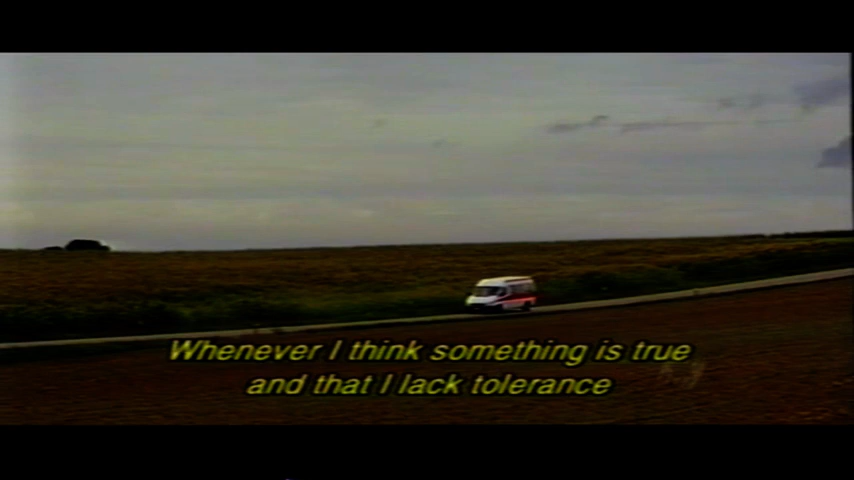 Whenever I think something is true
and that I lack tolerance